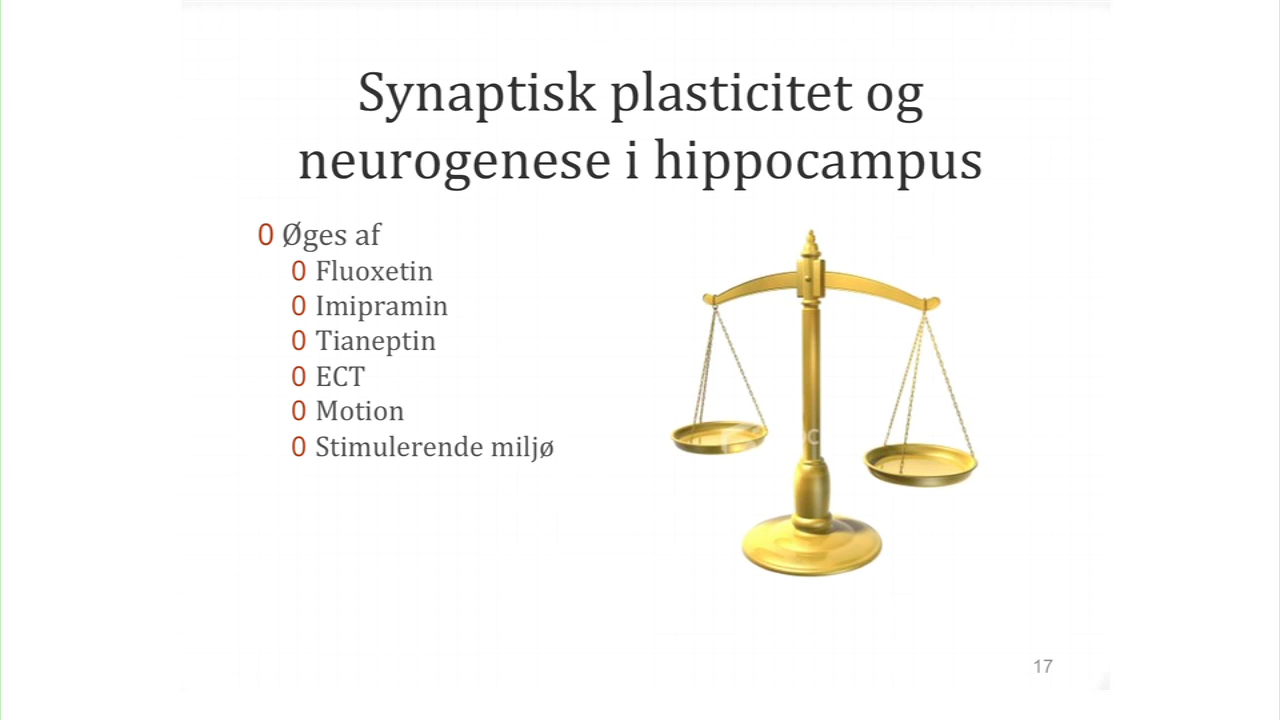 Synaptisk plasticitet og
neurogenese i hippocampus
0 Øges af
0 Fluoxetin
0 Imipramin
0 Tianeptin
0 ECT
0 Motion
0 Stimulerende miljø
17